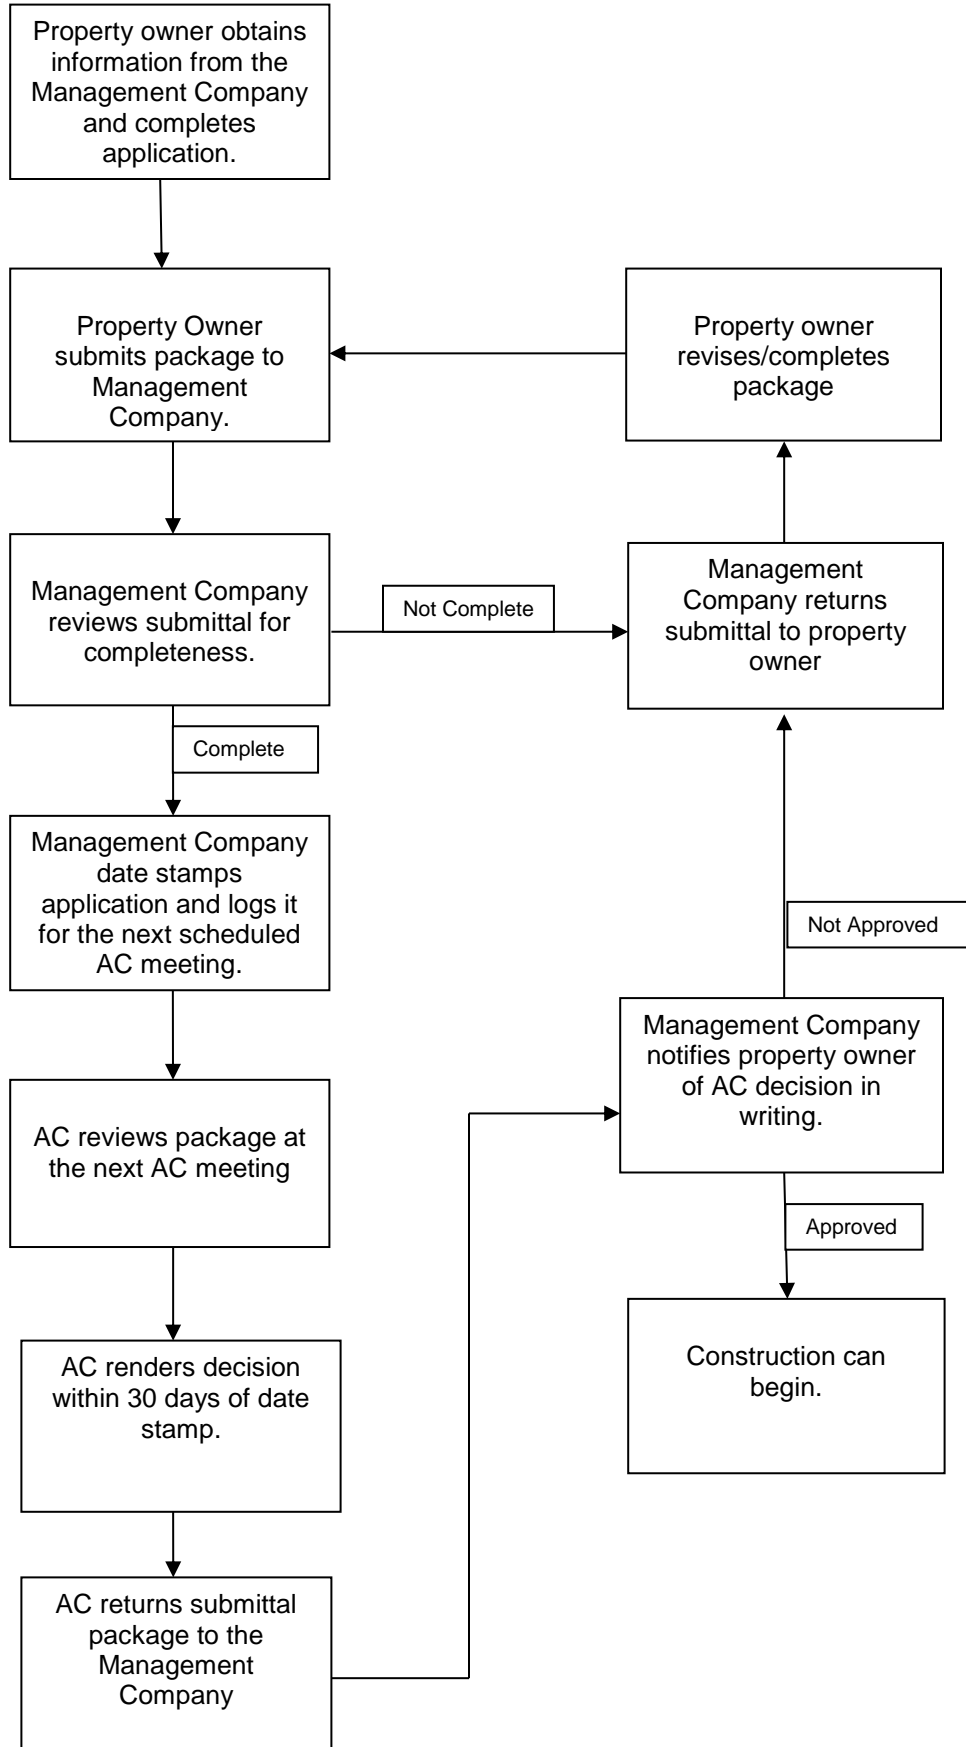 Property owner obtains
information from the
Management Company
and completes
application.
Property Owner
submits package to
Management
Company.
Property owner
revises/completes
package
Management Company
reviews submittal for
completeness.
Not Complete
Management
Company returns
submittal to property
owner
Complete
Management Company
date stamps
application and logs it
for the next scheduled
AC meeting.
Not Approved
Management Company
notifies property owner
of AC decision in
writing.
AC reviews package at
the next AC meeting
Approved
Construction can
begin.
AC renders decision
within 30 days of date
stamp.
AC returns submittal
package to the
Management
Company